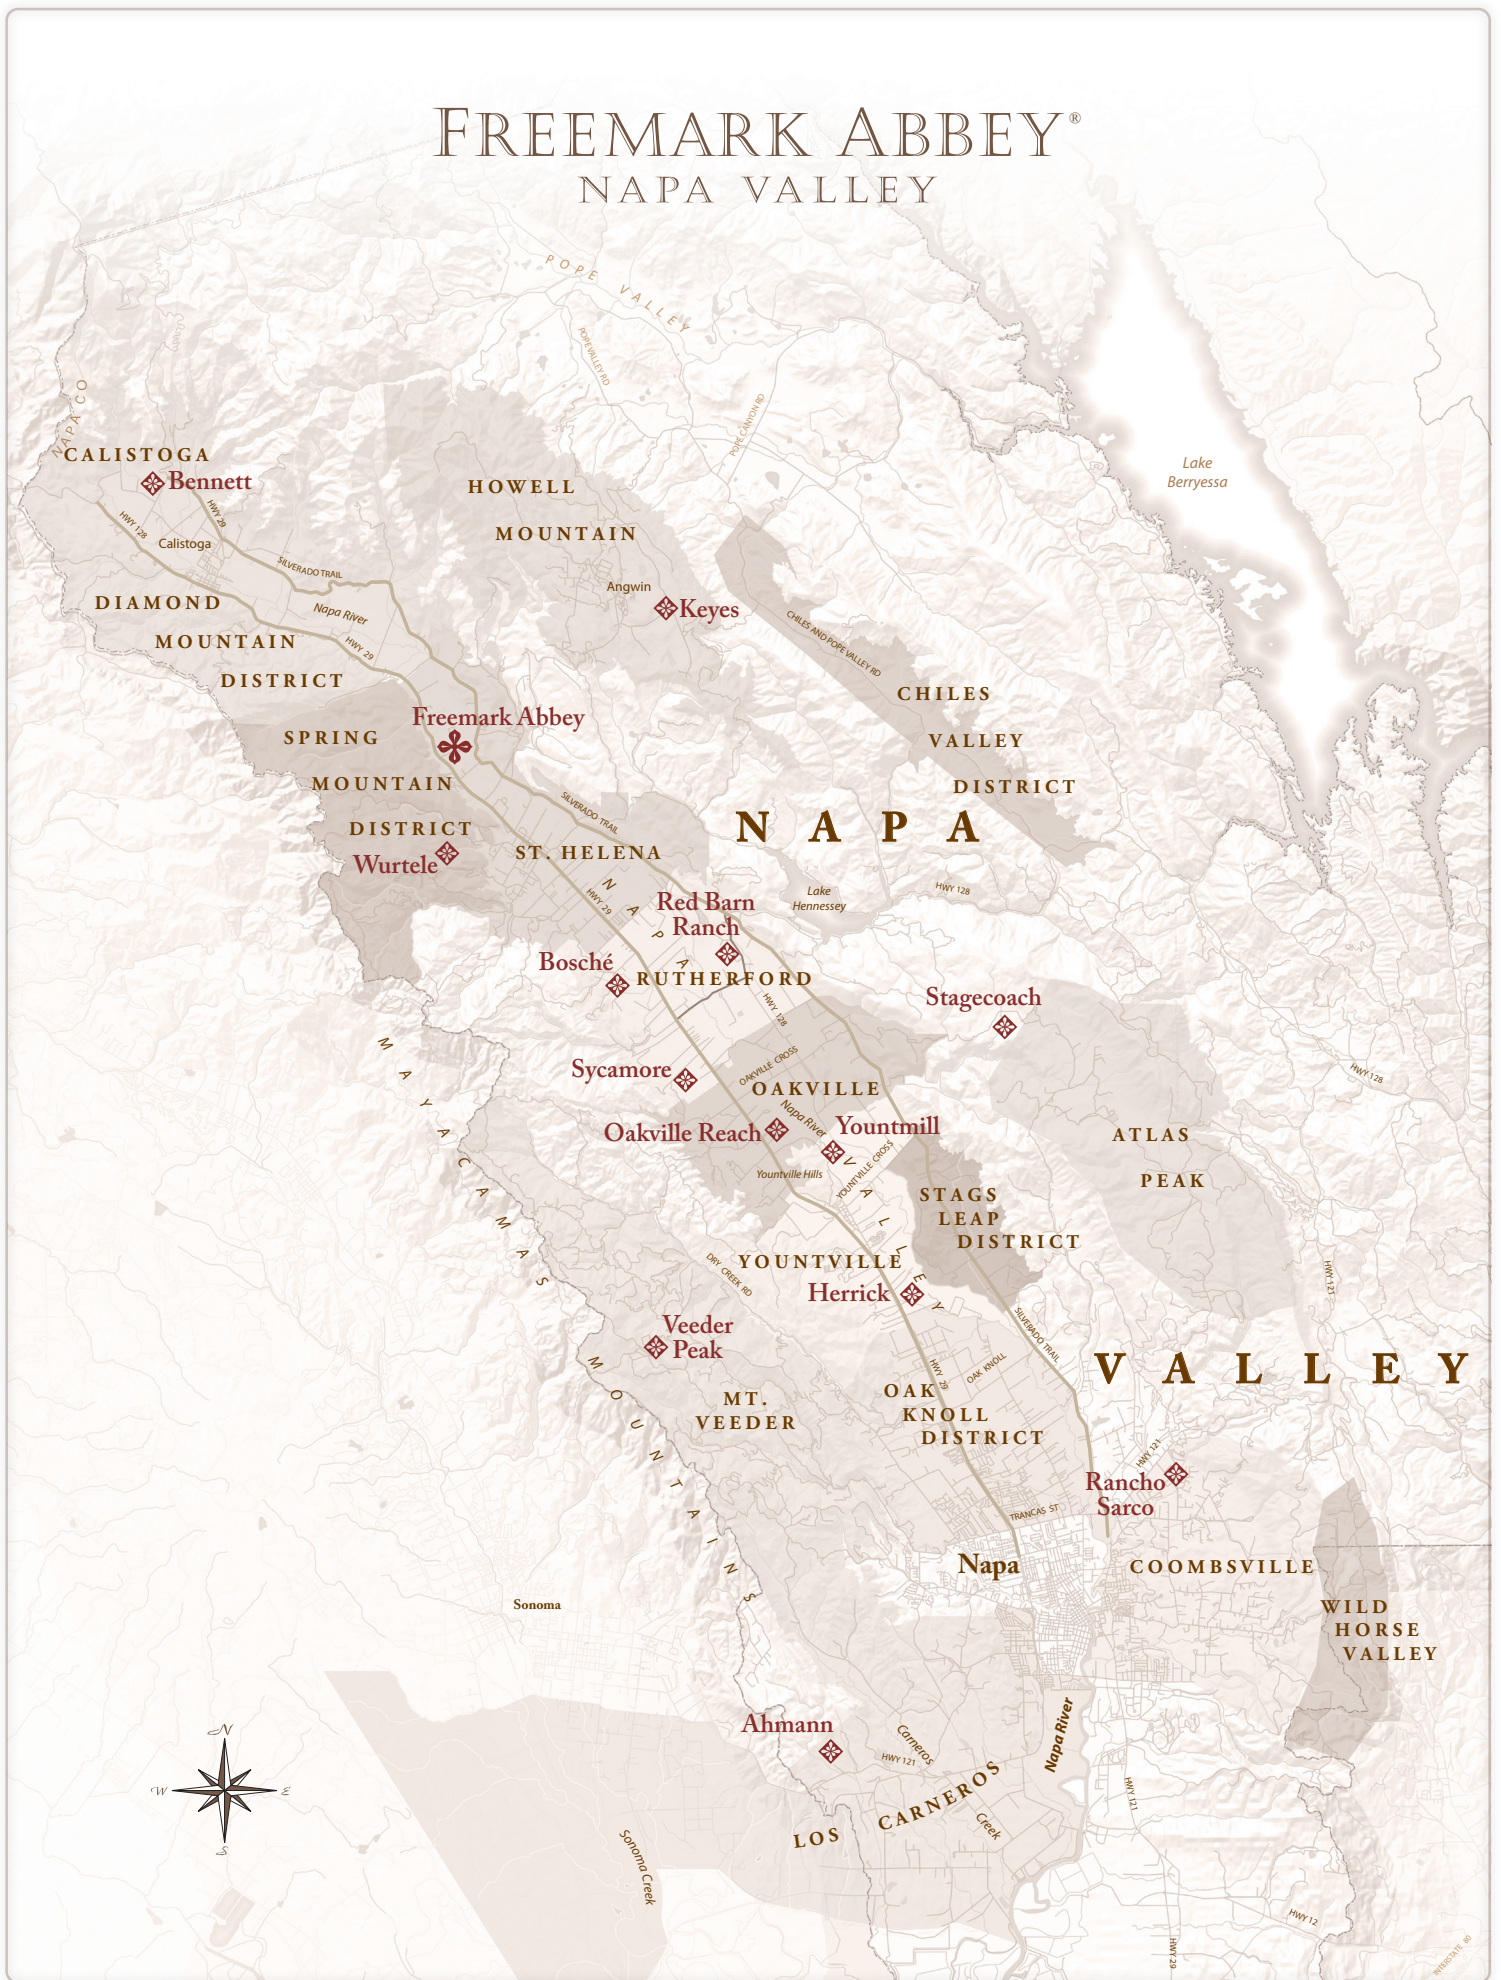 FREEMARK ABBEY®
NAPA VALLEY
POPE VALLEY
POPE VALLEY RD
POPE CANYON RD
NAPA CO
CALISTOGA
Bennett
HWY 29
HWY 128
Calistoga
SILVERADO TRAIL
Napa River
HWY 29
HOWELL
MOUNTAIN
Angwin
Keyes
Lake
Berryessa
DIAMOND
MOUNTAIN
DISTRICT
CHILES AND POPE VALLEY RD
CHILES
VALLEY
DISTRICT
Freemark Abbey
SPRING
MOUNTAIN
DISTRICT
Wurtele
SILVERADO TRAIL
ST. HELENA
HWY 29
NAPA
VALLEY
NAPA
VALLEY
Lake
Hennessey
HWY 128
Red Barn
Ranch
Bosché
RUTHERFORD
HWY 128
Stagecoach
Sycamore
OAKVILLE CROSS
OAKVILLE
Napa River
Oakville Reach
Yountmill
Yountville Hills
YOUNTVILLE CROSS
HWY 128
ATLAS
PEAK
STAGS
LEAP
DISTRICT
MAYACAMAS
MOUNTAINS
DRY CREEK RD
YOUNTVILLE
Herrick
HWY 121
SILVERADO TRAIL
Veeder
Peak
MT.
VEEDER
HWY 29
OAK KNOLL
OAK
KNOLL
DISTRICT
HWY 121
Rancho
Sarco
TRANCAS ST
Napa
COOMBSVILLE
WILD
HORSE
VALLEY
Sonoma
Ahmann
Carneros
Creek
HWY 121
Napa River
LOS CARNEROS
HWY 121
Sonoma Creek
N
W
E
S
HWY 12
HWY 29
INTERSTATE 80